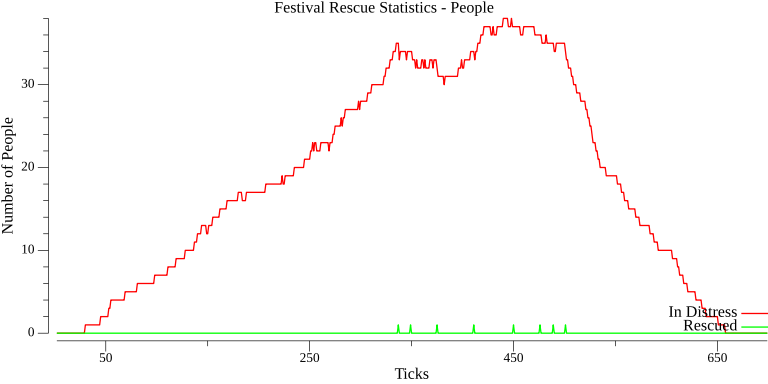 Festival Rescue Statistics - People
Number of People
30
20
10
0
In Distress
Rescued
50
250
450
650
Ticks